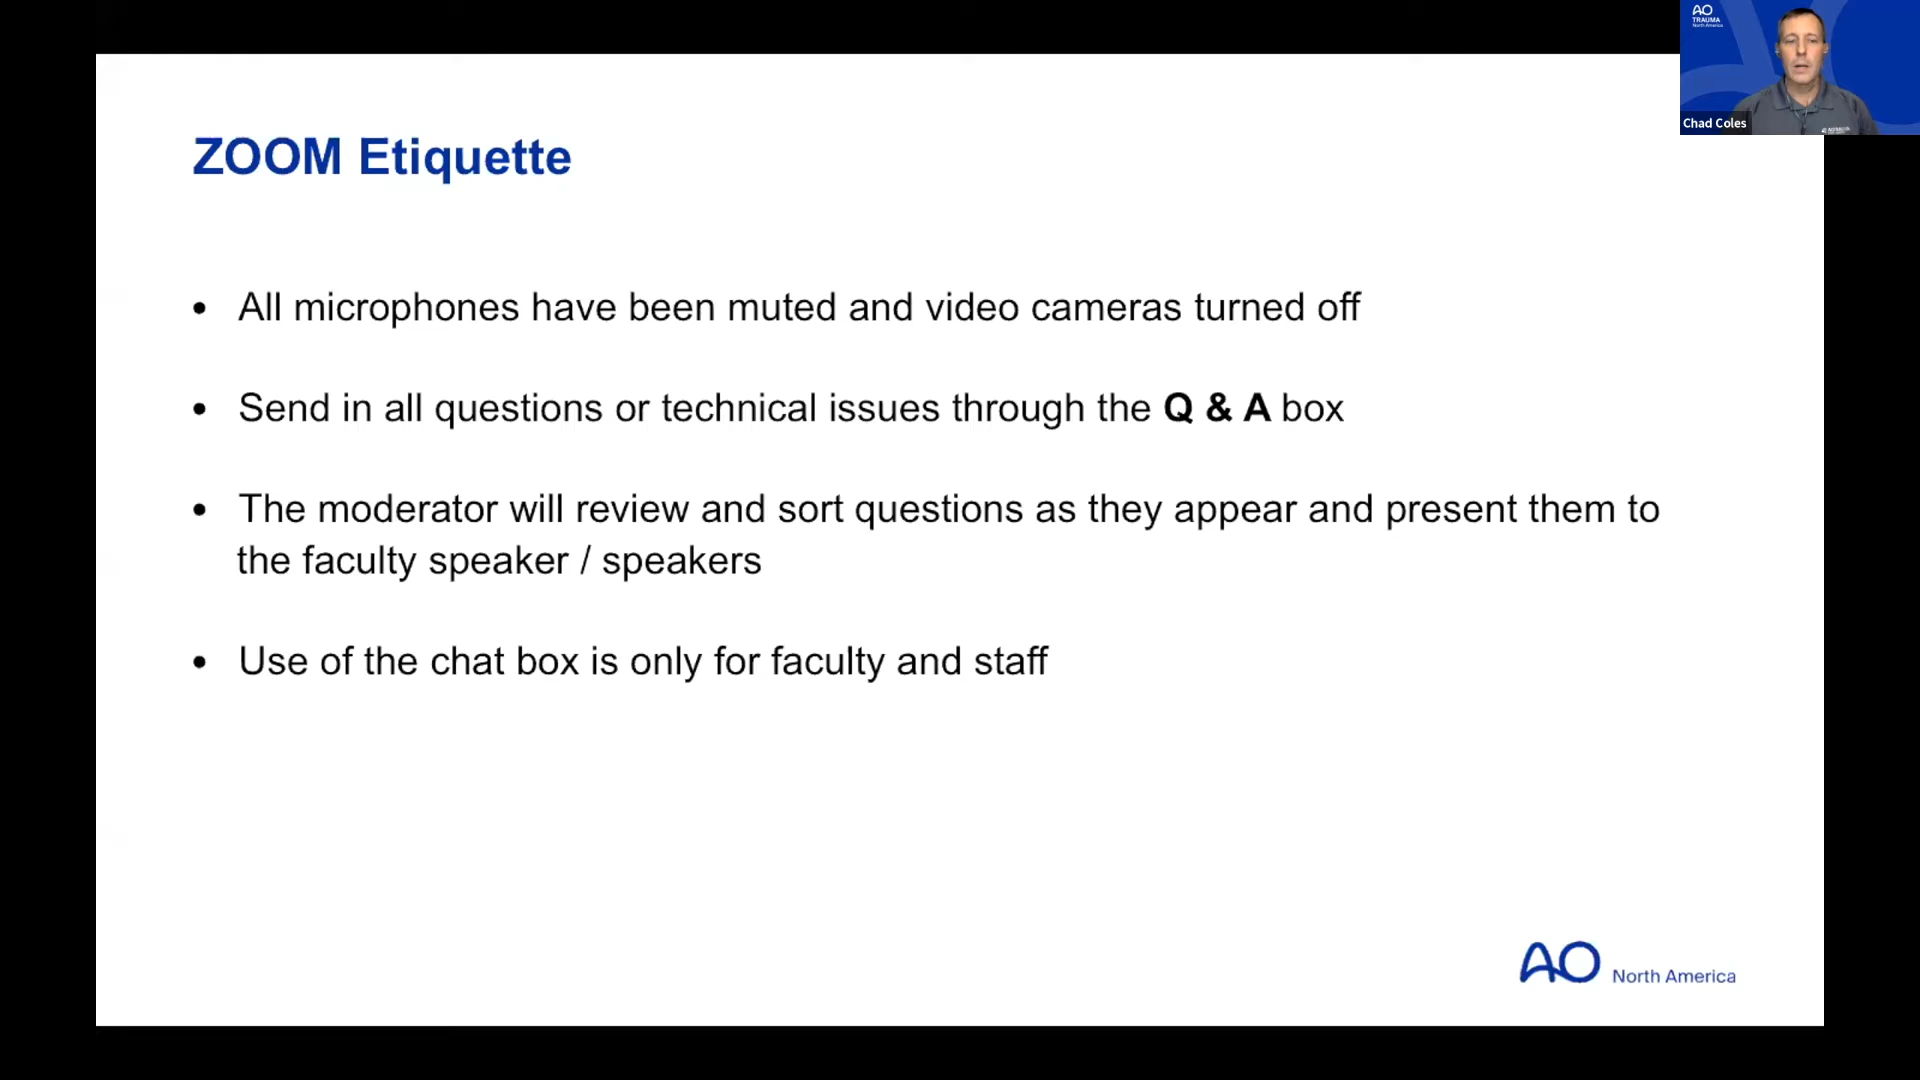 AO
TRAUMA
North America
Chad Coles
ZOOM Etiquette
• All microphones have been muted and video cameras turned off
• Send in all questions or technical issues through the Q & A box
• The moderator will review and sort questions as they appear and present them to
the faculty speaker / speakers
• Use of the chat box is only for faculty and staff
AO North America